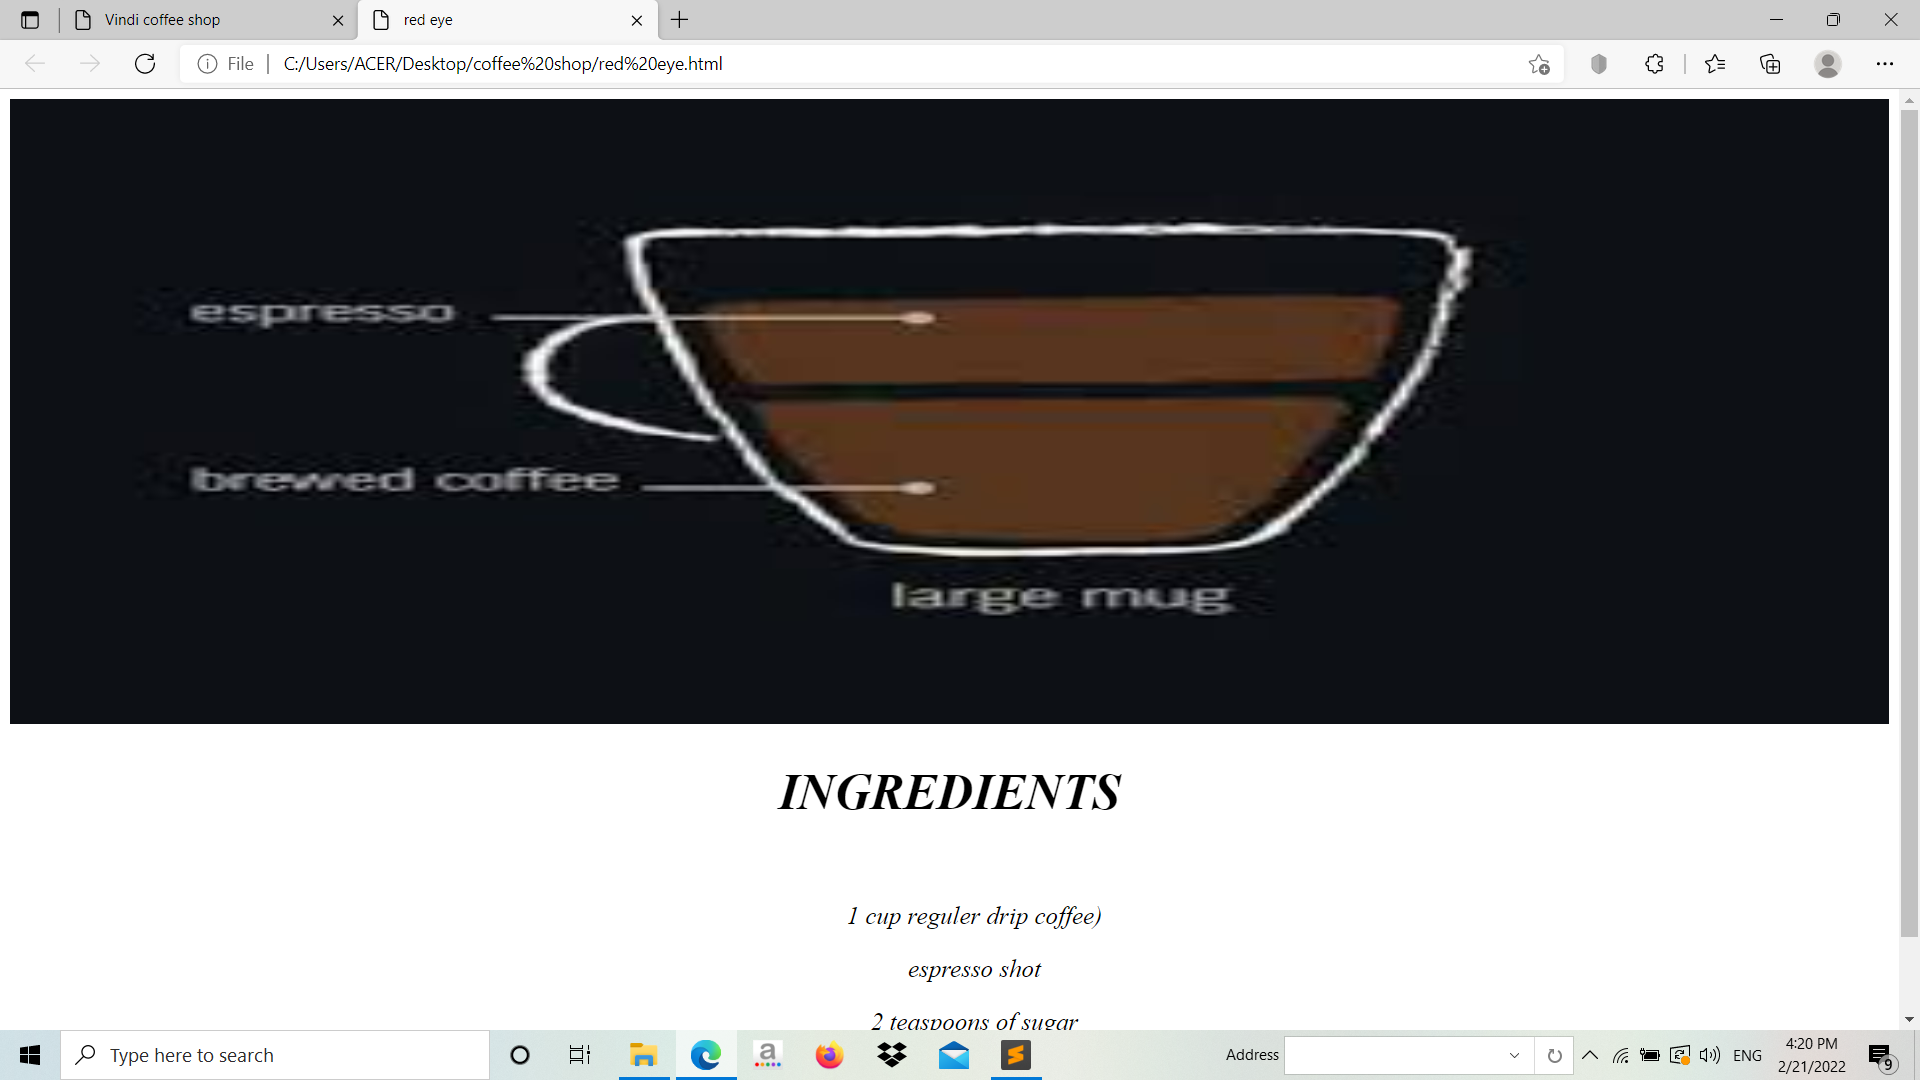 Vindi coffee shop
red eye
File
C:/Users/ACER/Desktop/coffee%20shop/red%20eye.html
espresso
brewed coffee
large mug
INGREDIENTS
1 cup reguler drip coffee)
espresso shot
2 teaspoons of sugar
Type here to search
a
Address
ENG
4:20 PM
2/21/2022
9